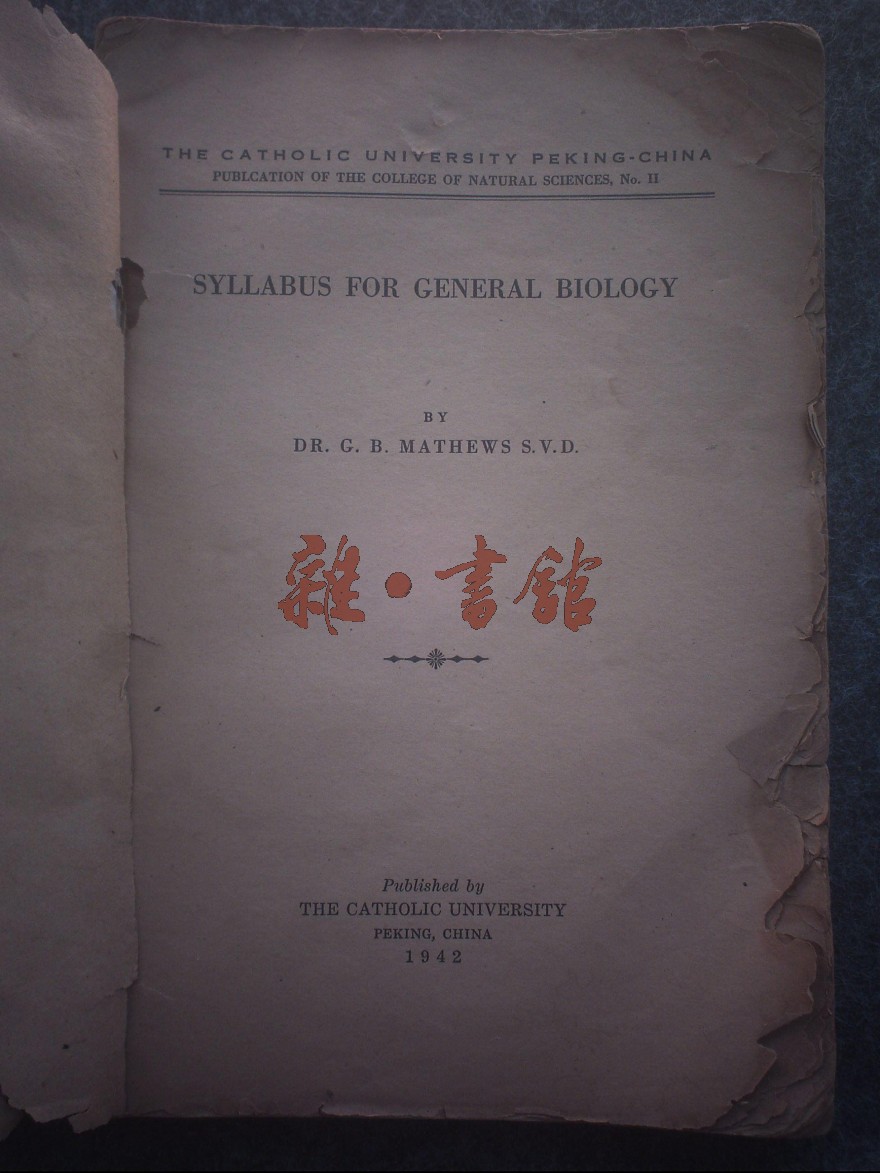 THE CATHOLIC UNIVERSITY PEKING-CHINA
PUBLCATION OF THE COLLEGE OF NATURAL SCIENCES, No. II
SYLLABUS FOR GENERAL BIOLOGY
BY
DR. G. B. MATHEWS S.V.D.
雜·書館
Published by
THE CATHOLIC UNIVERSITY
PEKING, CHINA
1942